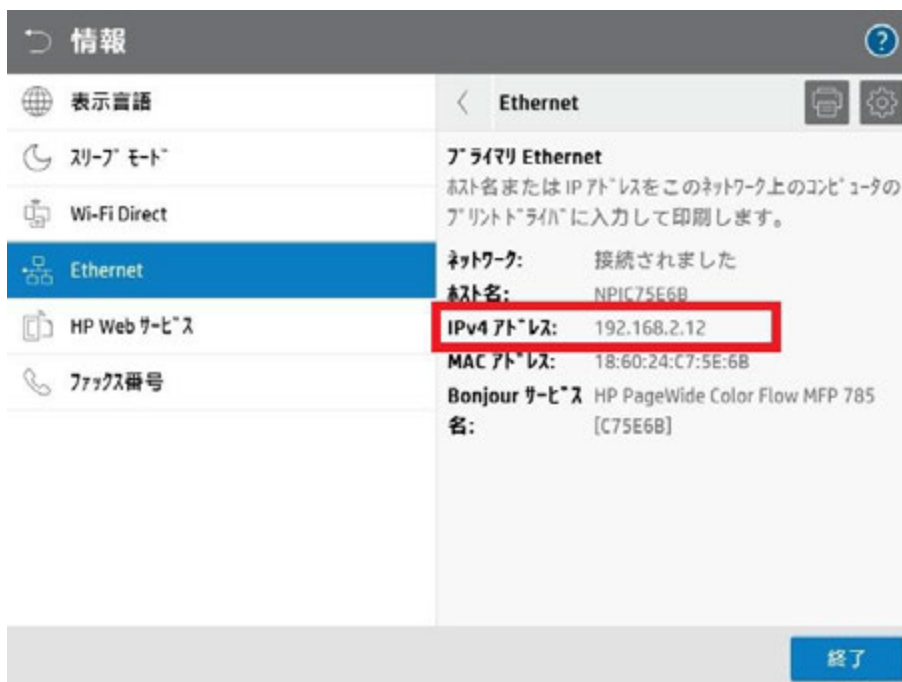 情報
?
表示言語
ｽﾘｰﾌﾟ ﾓｰﾄﾞ
Wi-Fi Direct
Ethernet
HP Web ｻｰﾋﾞｽ
ﾌｧｯｸｽ番号
Ethernet
ﾌﾟﾗｲﾏﾘ Ethernet
ﾎｽﾄ名または IP ｱﾄﾞﾚｽをこのﾈｯﾄﾜｰｸ上のｺﾝﾋﾟｭｰﾀの
ﾌﾟﾘﾝﾄ ﾄﾞﾗｲﾊﾞに入力して印刷します。
ﾈｯﾄﾜｰｸ: 接続されました
ﾎｽﾄ名: NPIC75E6B
IPv4 ｱﾄﾞﾚｽ: 192.168.2.12
MAC ｱﾄﾞﾚｽ: 18:60:24:C7:5E:6B
Bonjour ｻｰﾋﾞｽ HP PageWide Color Flow MFP 785
名: [C75E6B]
終了